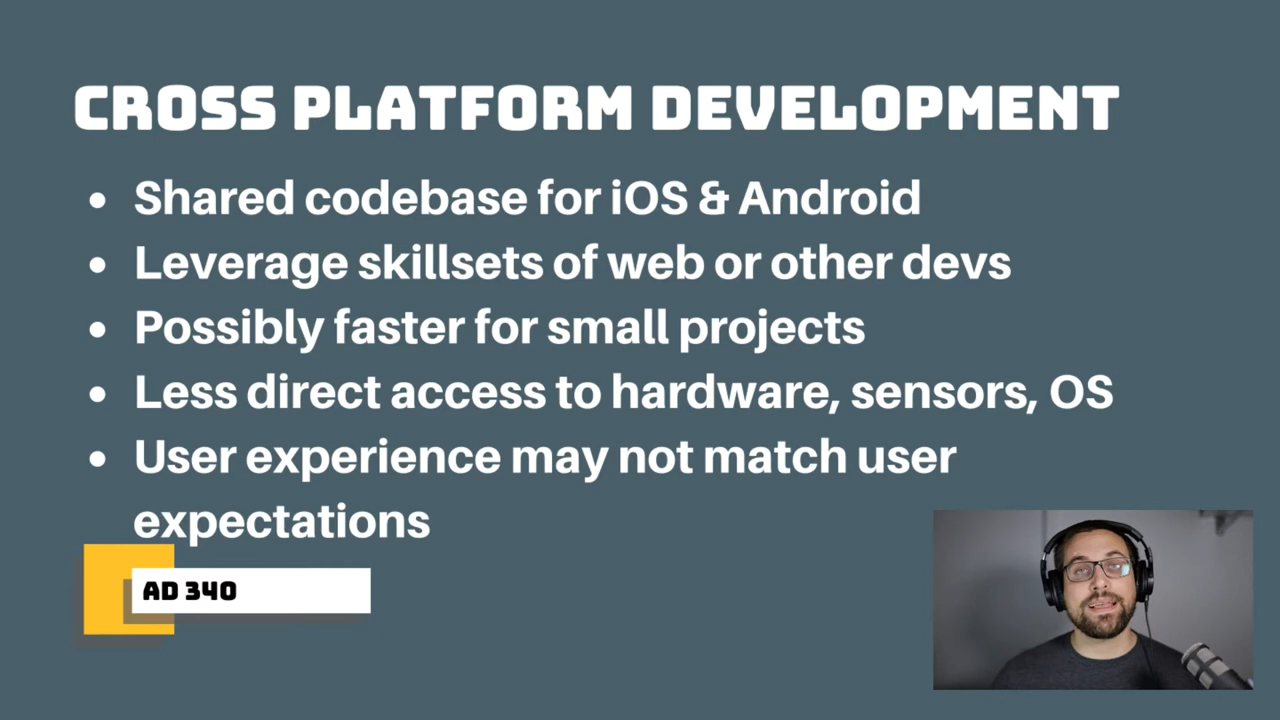 CROSS PLATFORM DEVELOPMENT
• Shared codebase for iOS & Android
• Leverage skillsets of web or other devs
• Possibly faster for small projects
• Less direct access to hardware, sensors, OS
• User experience may not match user
expectations
AD 340